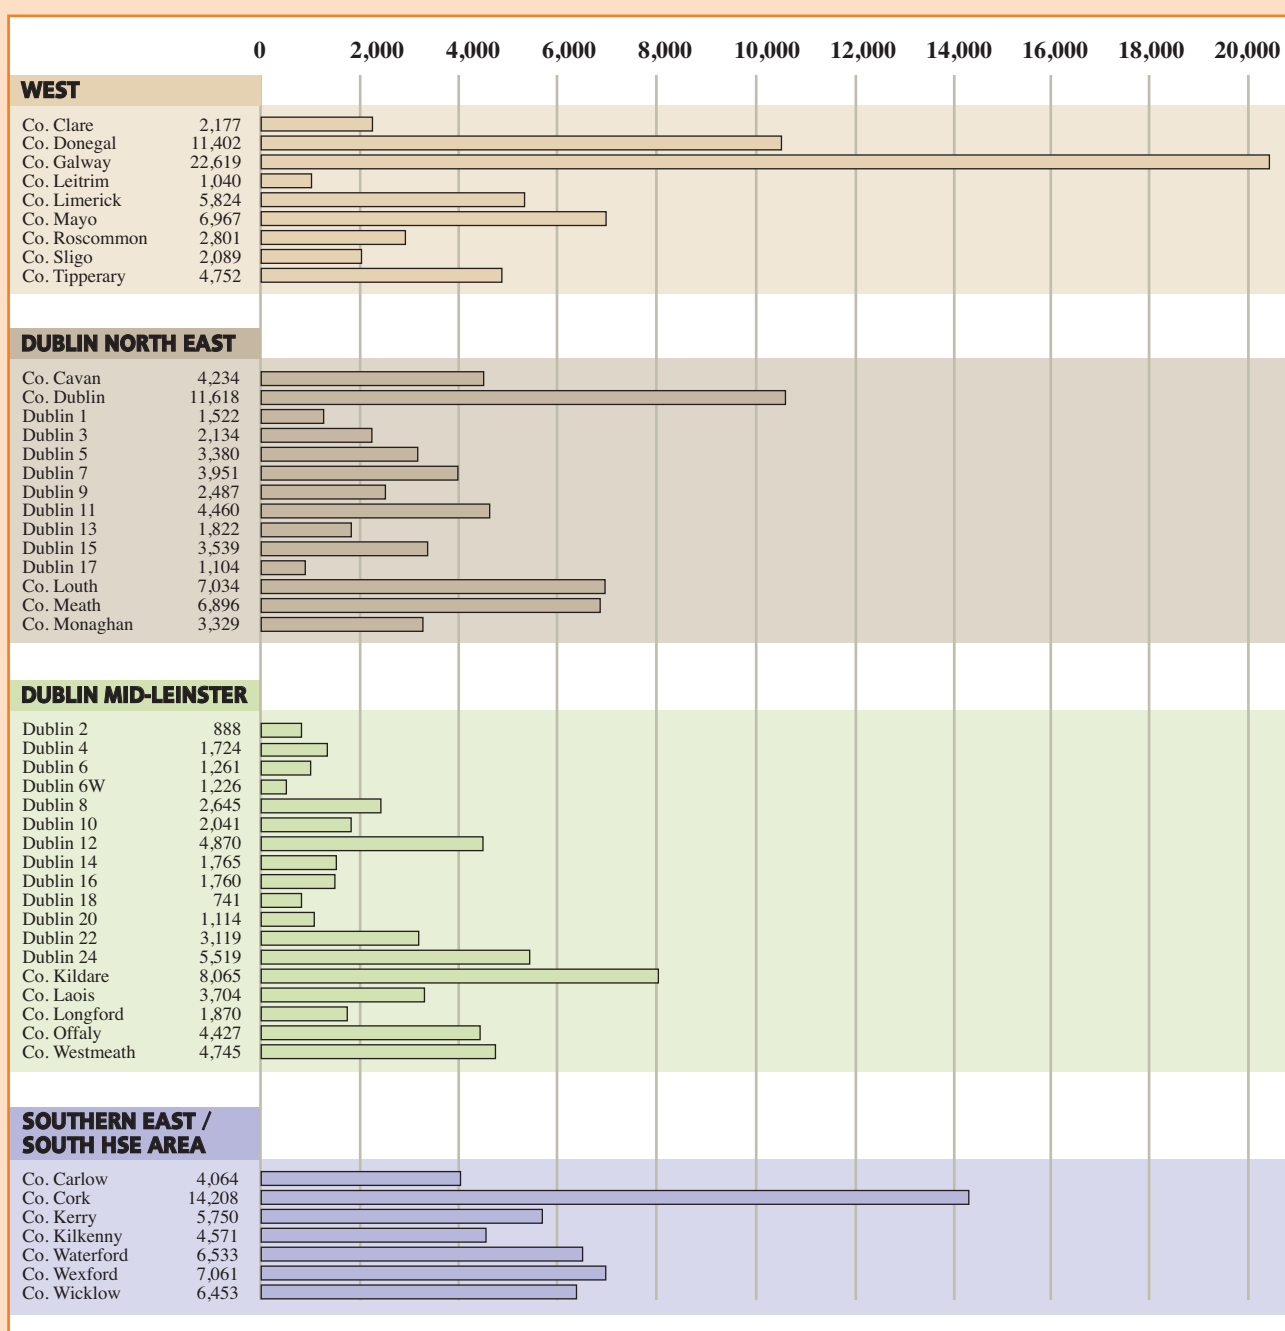 0 2,000 4,000 6,000 8,000 10,000 12,000 14,000 16,000 18,000 20,000
WEST
Co. Clare 2,177
Co. Donegal 11,402
Co. Galway 22,619
Co. Leitrim 1,040
Co. Limerick 5,824
Co. Mayo 6,967
Co. Roscommon 2,801
Co. Sligo 2,089
Co. Tipperary 4,752
DUBLIN NORTH EAST
Co. Cavan 4,234
Co. Dublin 11,618
Dublin 1 1,522
Dublin 3 2,134
Dublin 5 3,380
Dublin 7 3,951
Dublin 9 2,487
Dublin 11 4,460
Dublin 13 1,822
Dublin 15 3,539
Dublin 17 1,104
Co. Louth 7,034
Co. Meath 6,896
Co. Monaghan 3,329
DUBLIN MID-LEINSTER
Dublin 2 888
Dublin 4 1,724
Dublin 6 1,261
Dublin 6W 1,226
Dublin 8 2,645
Dublin 10 2,041
Dublin 12 4,870
Dublin 14 1,765
Dublin 16 1,760
Dublin 18 741
Dublin 20 1,114
Dublin 22 3,119
Dublin 24 5,519
Co. Kildare 8,065
Co. Laois 3,704
Co. Longford 1,870
Co. Offaly 4,427
Co. Westmeath 4,745
SOUTHERN EAST /
SOUTH HSE AREA
Co. Carlow 4,064
Co. Cork 14,208
Co. Kerry 5,750
Co. Kilkenny 4,571
Co. Waterford 6,533
Co. Wexford 7,061
Co. Wicklow 6,453